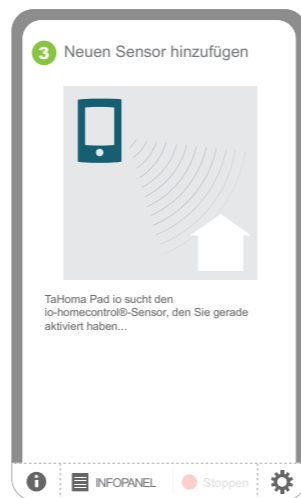 3 Neuen Sensor hinzufügen
TaHoma Pad io sucht den
io-homecontrol®-Sensor, den Sie gerade
aktiviert haben...
i INFOPANEL Stoppen